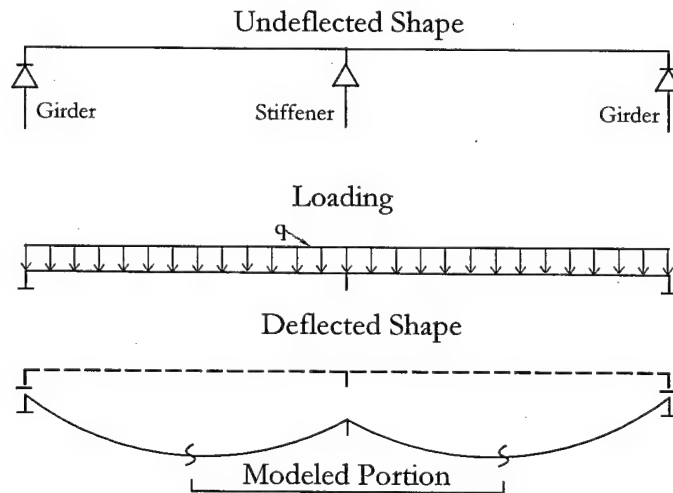 Undeflected Shape
Girder
Stiffener
Girder
Loading
q
Deflected Shape
Modeled Portion